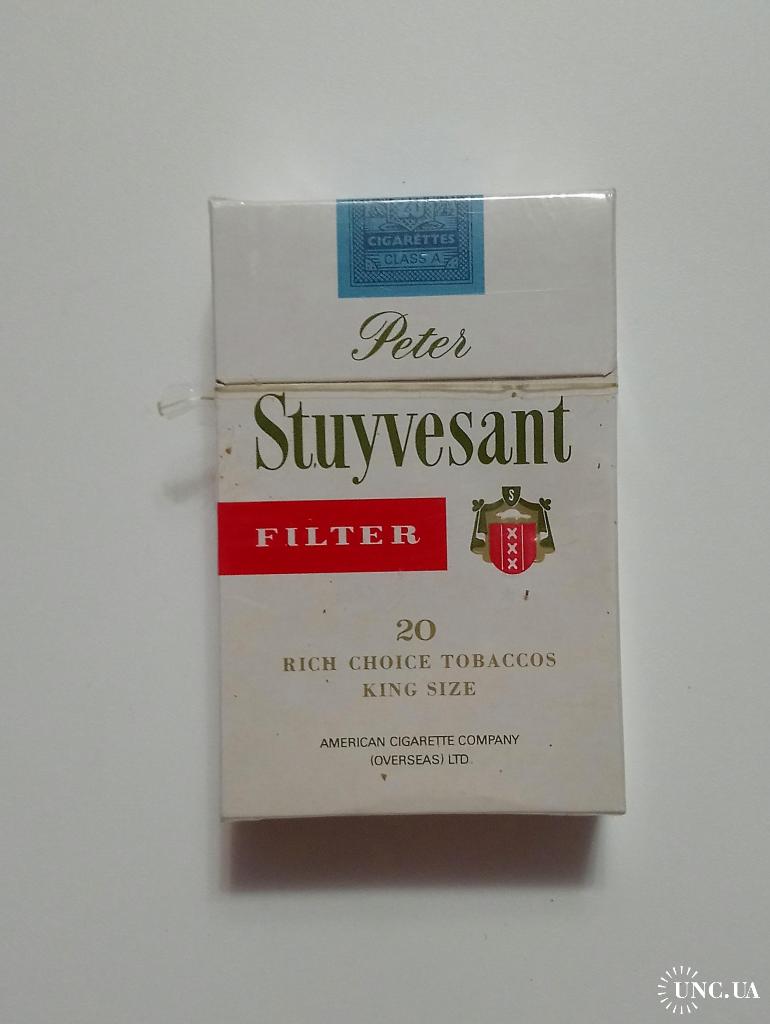 20
CIGARETTES
CLASS A
Peter
Stuyvesant
FILTER
S
XXX
20
RICH CHOICE TOBACCOS
KING SIZE
AMERICAN CIGARETTE COMPANY
(OVERSEAS) LTD.
UNC.UA